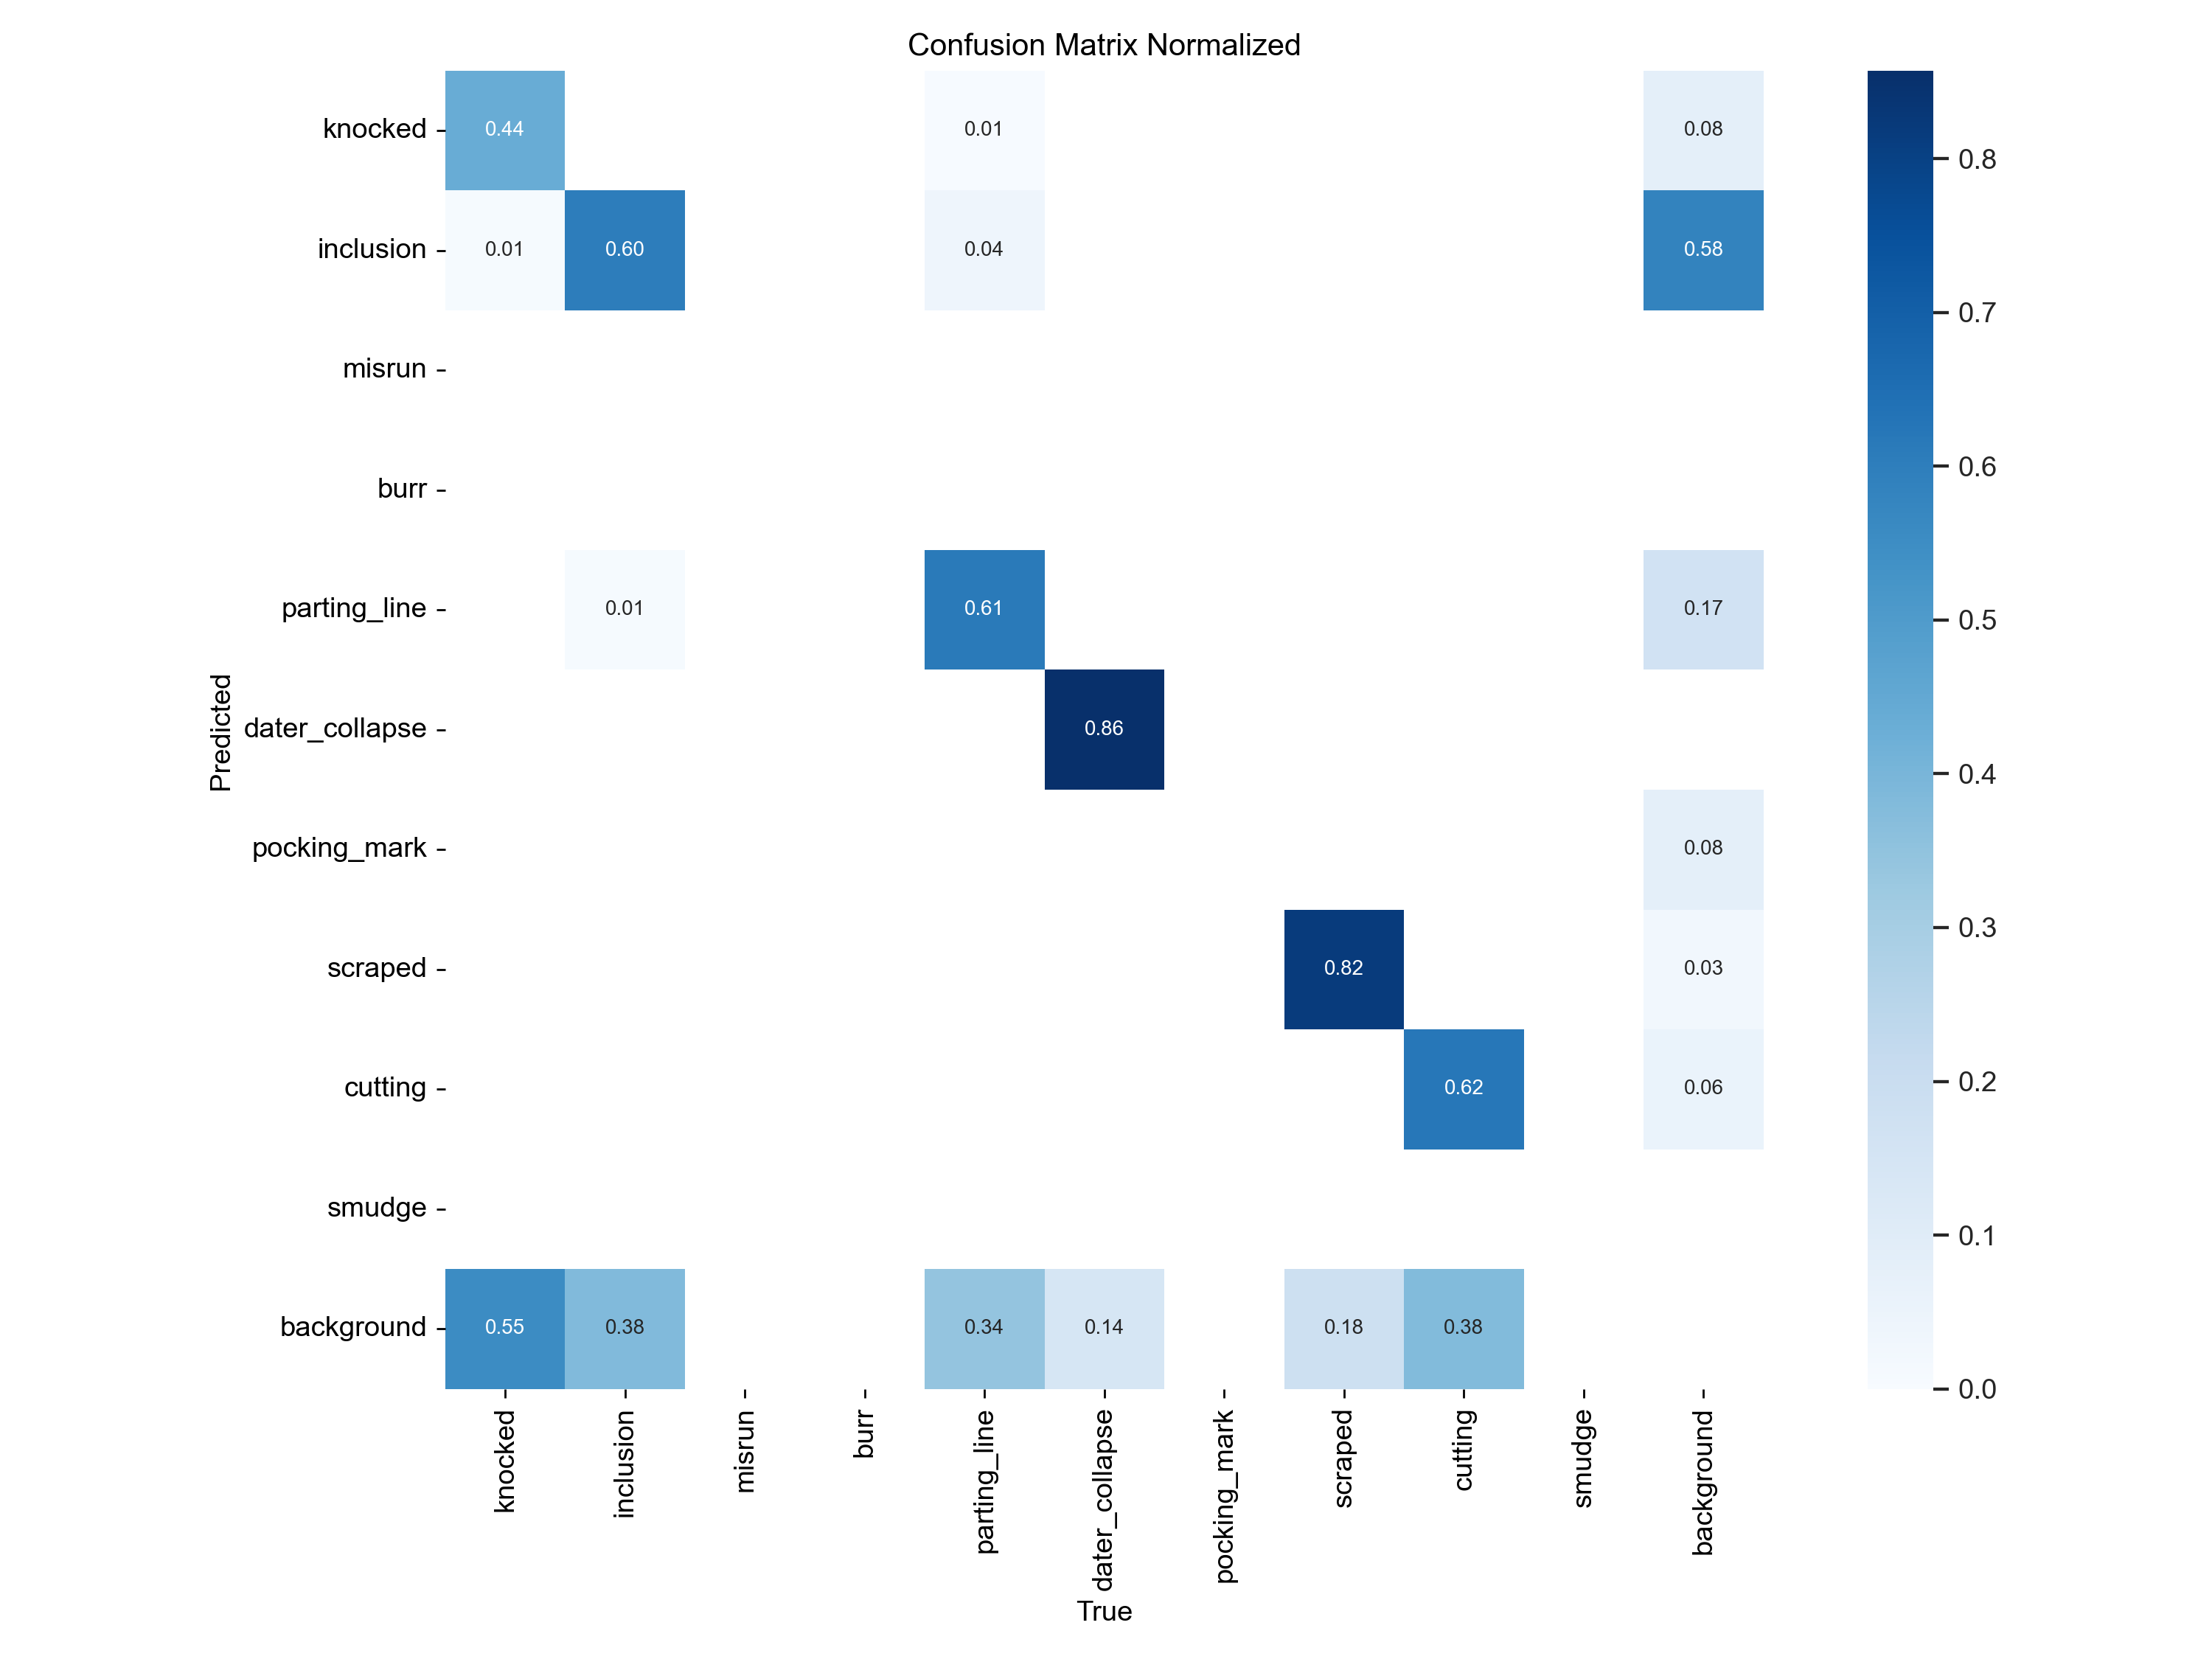 Confusion Matrix Normalized
knocked 0.44 0.01 0.08
0.8
inclusion 0.01 0.60 0.04 0.58
0.7
misrun
0.6
burr
0.5
parting_line 0.01 0.61 0.17
Predicted
dater_collapse 0.86
0.4
pocking_mark 0.08
0.3
scraped 0.82 0.03
0.2
cutting 0.62 0.06
smudge
0.1
background 0.55 0.38 0.34 0.14 0.18 0.38
0.0
knocked
inclusion
misrun
burr
parting_line
dater_collapse
pocking_mark
scraped
cutting
smudge
background
True